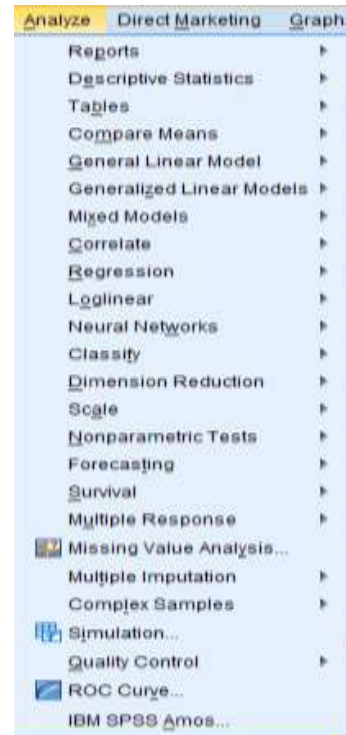 Analyze Direct Marketing Graph
Reports
Descriptive Statistics
Tables
Compare Means
General Linear Model
Generalized Linear Models
Mixed Models
Correlate
Regression
Loglinear
Neural Networks
Classify
Dimension Reduction
Scale
Nonparametric Tests
Forecasting
Survival
Multiple Response
Missing Value Analysis...
Multiple Imputation
Complex Samples
Simulation...
Quality Control
ROC Curve...
IBM SPSS Amos...